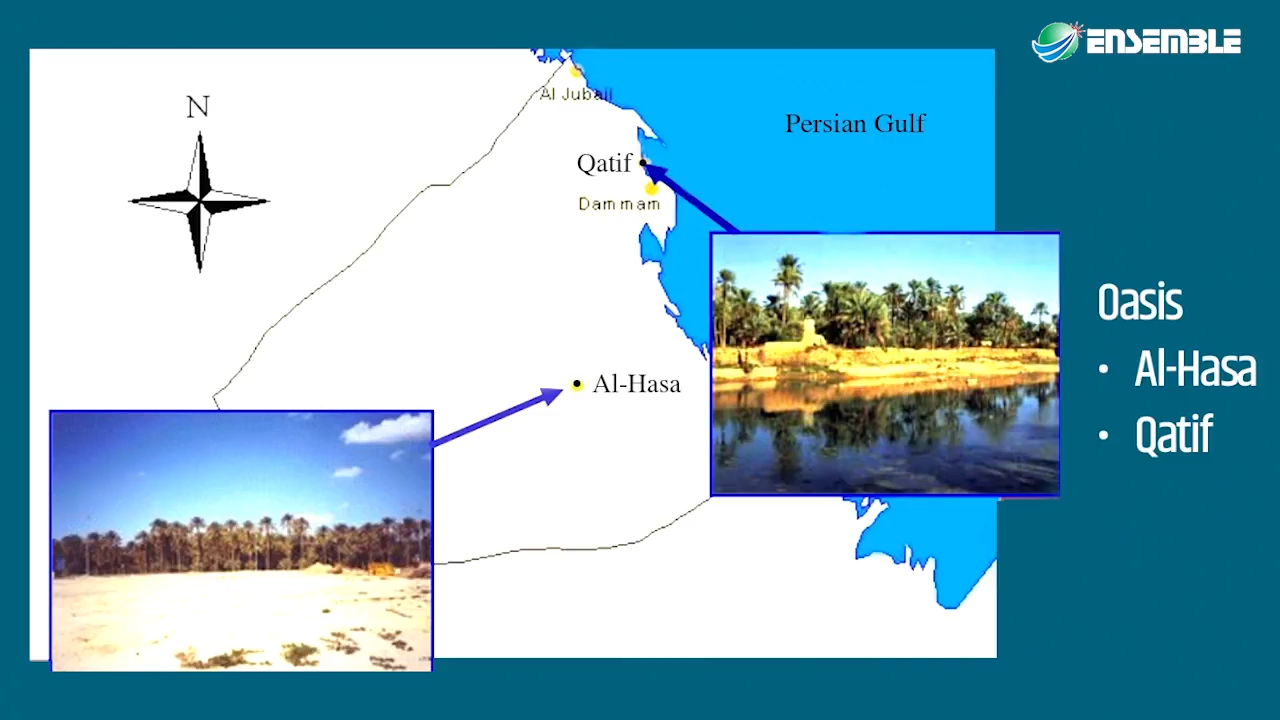 ENSEMBLE
N
Al Jubail
Persian Gulf
Qatif
Dammam
Al-Hasa
Oasis
• Al-Hasa
• Qatif